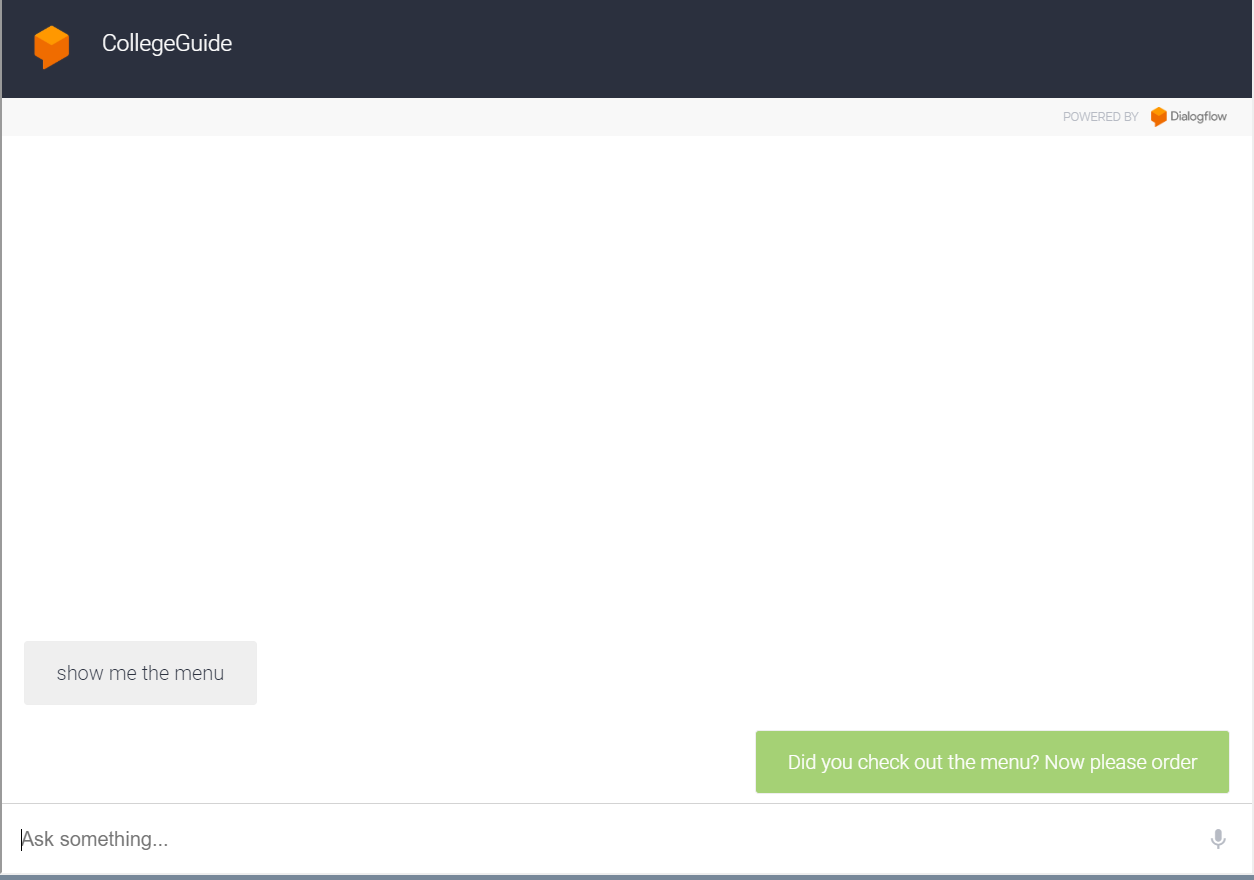 CollegeGuide
POWERED BY Dialogflow
show me the menu
Did you check out the menu? Now please order
Ask something...